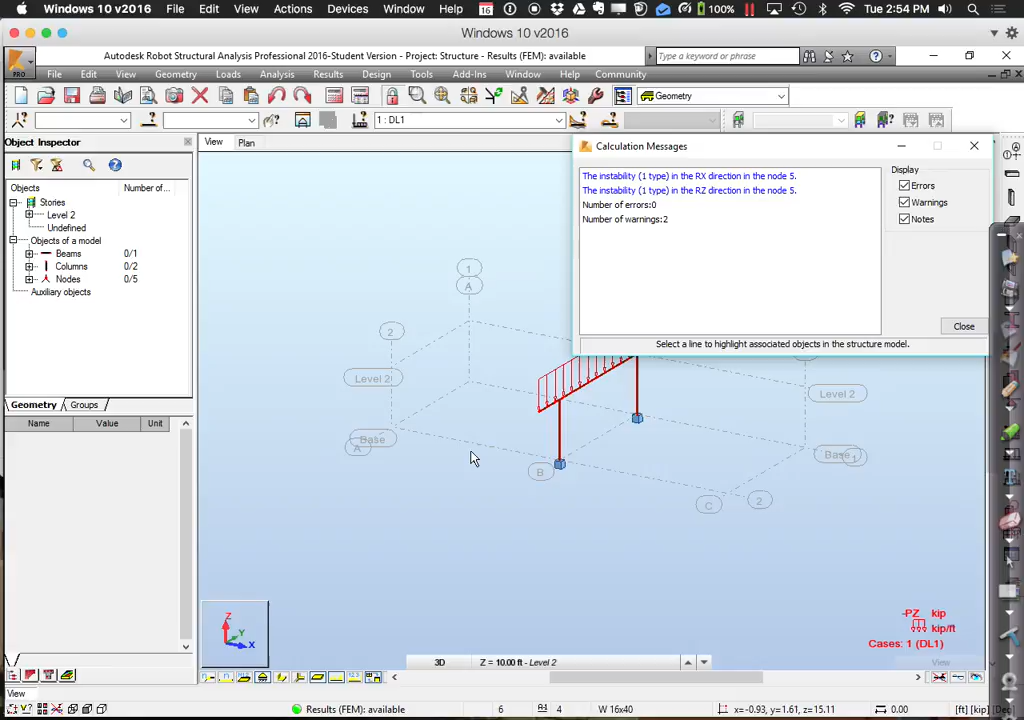 Windows 10 v2016 File Edit View Actions Devices Window Help 16 100% Tue 2:54 PM
Windows 10 v2016
Autodesk Robot Structural Analysis Professional 2016-Student Version - Project: Structure - Results (FEM): available
Type a keyword or phrase
PRO
File Edit View Geometry Loads Analysis Results Design Tools Add-Ins Window Help Community
Geometry
1 : DL1
Object Inspector
View Plan
Calculation Messages
Objects Number of...
Stories
Level 2
Undefined
Objects of a model
Beams 0/1
Columns 0/2
Nodes 0/5
Auxiliary objects
The instability (1 type) in the RX direction in the node 5.
The instability (1 type) in the RZ direction in the node 5.
Number of errors:0
Number of warnings:2
Display
Errors
Warnings
Notes
Close
Select a line to highlight associated objects in the structure model.
1
A
2
Level 2
Level 2
Base
A
Base
1
B
C
2
Geometry Groups
Name Value Unit
Z
Y
X
-PZ kip
kip/ft
Cases: 1 (DL1)
3D Z = 10.00 ft - Level 2
View
View
Results (FEM): available 6 4 W 16x40 x=-0.93, y=1.61, z=15.11 0.00 [ft] [kip] [Deg]